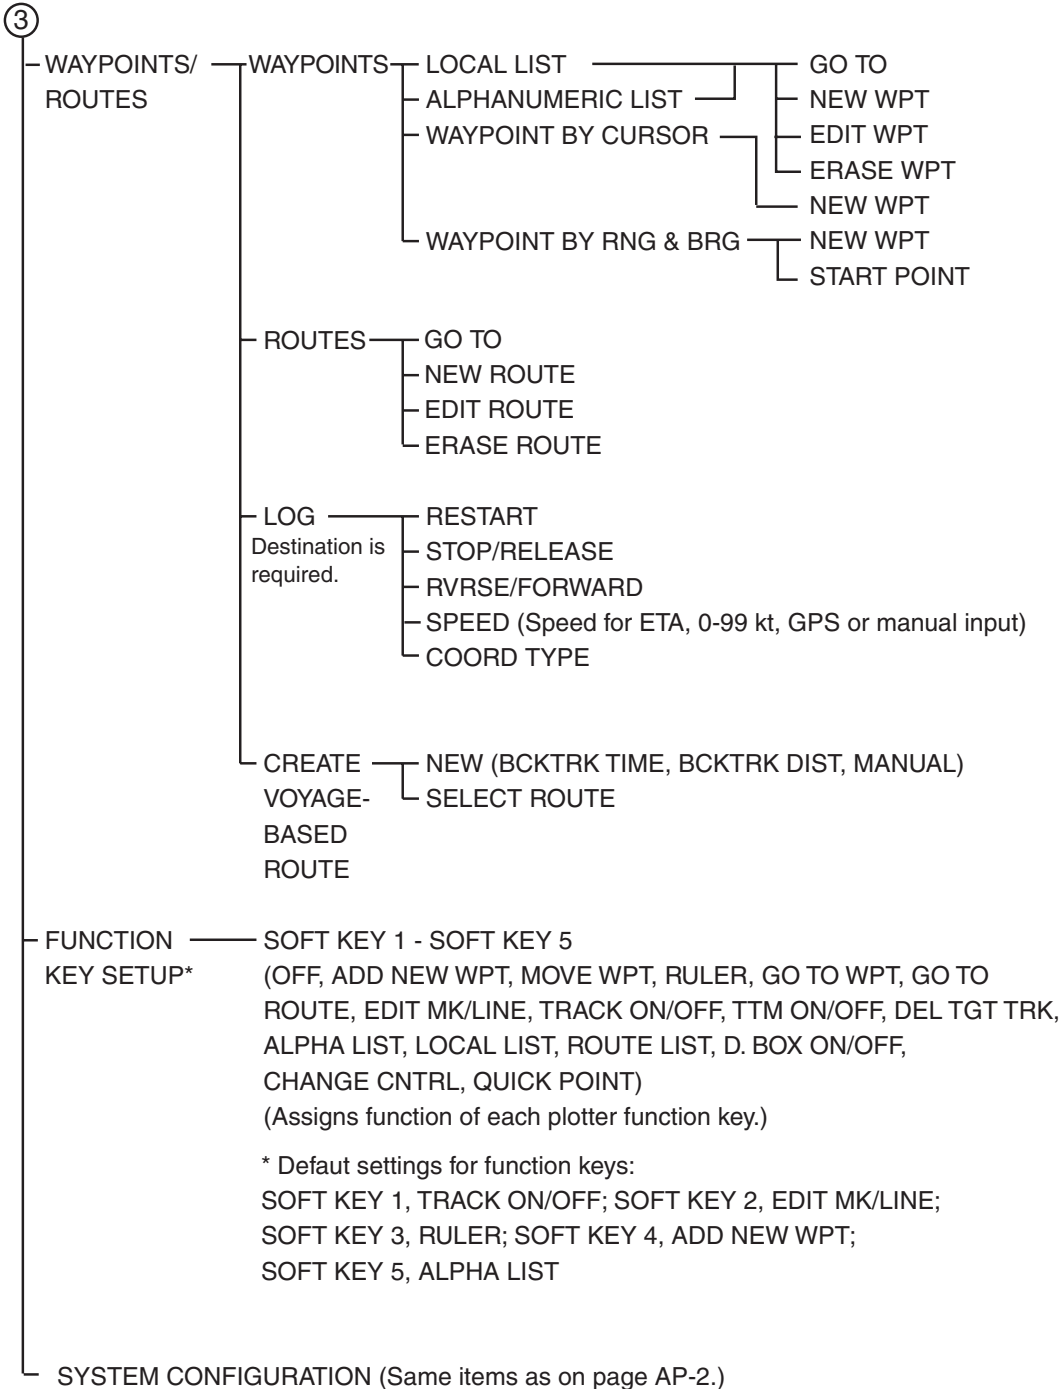 3
WAYPOINTS/ WAYPOINTS LOCAL LIST GO TO
ROUTES ALPHANUMERIC LIST NEW WPT
WAYPOINT BY CURSOR EDIT WPT
ERASE WPT
NEW WPT
WAYPOINT BY RNG & BRG NEW WPT
START POINT
ROUTES GO TO
NEW ROUTE
EDIT ROUTE
ERASE ROUTE
LOG RESTART
Destination is STOP/RELEASE
required. RVRSE/FORWARD
SPEED (Speed for ETA, 0-99 kt, GPS or manual input)
COORD TYPE
CREATE NEW (BCKTRK TIME, BCKTRK DIST, MANUAL)
VOYAGE- SELECT ROUTE
BASED
ROUTE
FUNCTION SOFT KEY 1 - SOFT KEY 5
KEY SETUP* (OFF, ADD NEW WPT, MOVE WPT, RULER, GO TO WPT, GO TO
ROUTE, EDIT MK/LINE, TRACK ON/OFF, TTM ON/OFF, DEL TGT TRK,
ALPHA LIST, LOCAL LIST, ROUTE LIST, D. BOX ON/OFF,
CHANGE CNTRL, QUICK POINT)
(Assigns function of each plotter function key.)
* Defaut settings for function keys:
SOFT KEY 1, TRACK ON/OFF; SOFT KEY 2, EDIT MK/LINE;
SOFT KEY 3, RULER; SOFT KEY 4, ADD NEW WPT;
SOFT KEY 5, ALPHA LIST
SYSTEM CONFIGURATION (Same items as on page AP-2.)